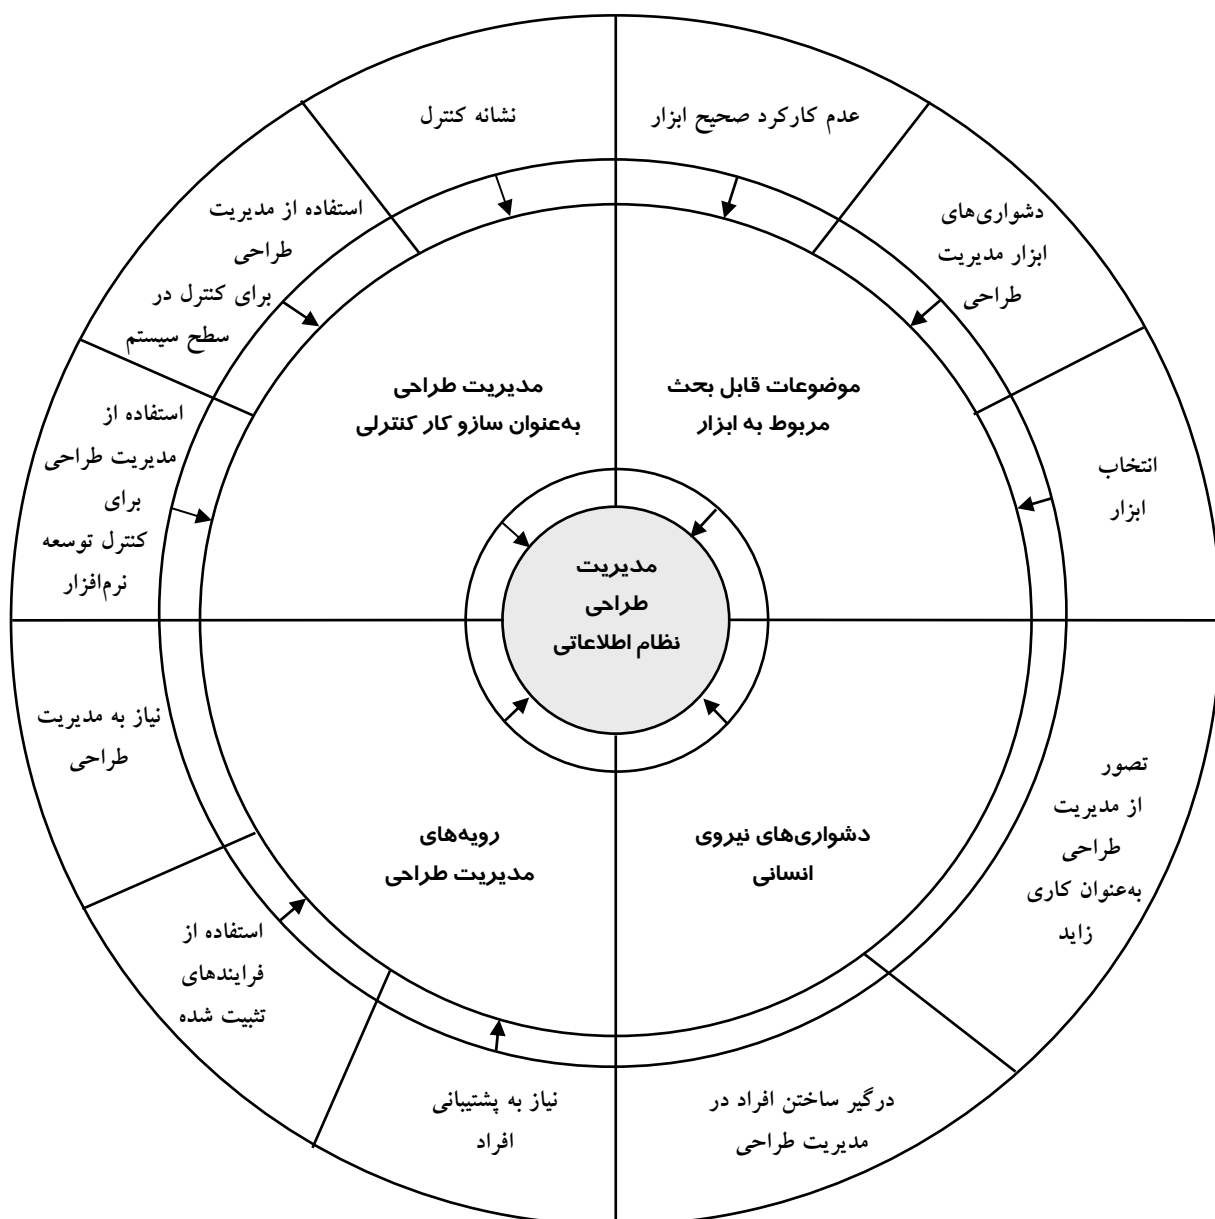 نشانه کنترل
عدم کارکرد صحیح ابزار
استفاده از مدیریت
طراحی
برای کنترل در
سطح سیستم
دشواری‌های
ابزار مدیریت
طراحی
استفاده از
مدیریت طراحی
برای
کنترل توسعه
نرم‌افزار
مدیریت طراحی
به‌عنوان سازو کار کنترلی
موضوعات قابل بحث
مربوط به ابزار
انتخاب
ابزار
مدیریت
طراحی
نظام اطلاعاتی
نیاز به مدیریت
طراحی
رویه‌های
مدیریت طراحی
دشواری‌های نیروی
انسانی
تصور
از مدیریت
طراحی
به‌عنوان کاری
زاید
استفاده از
فرایندهای
تثبیت شده
نیاز به پشتیبانی
افراد
درگیر ساختن افراد در
مدیریت طراحی